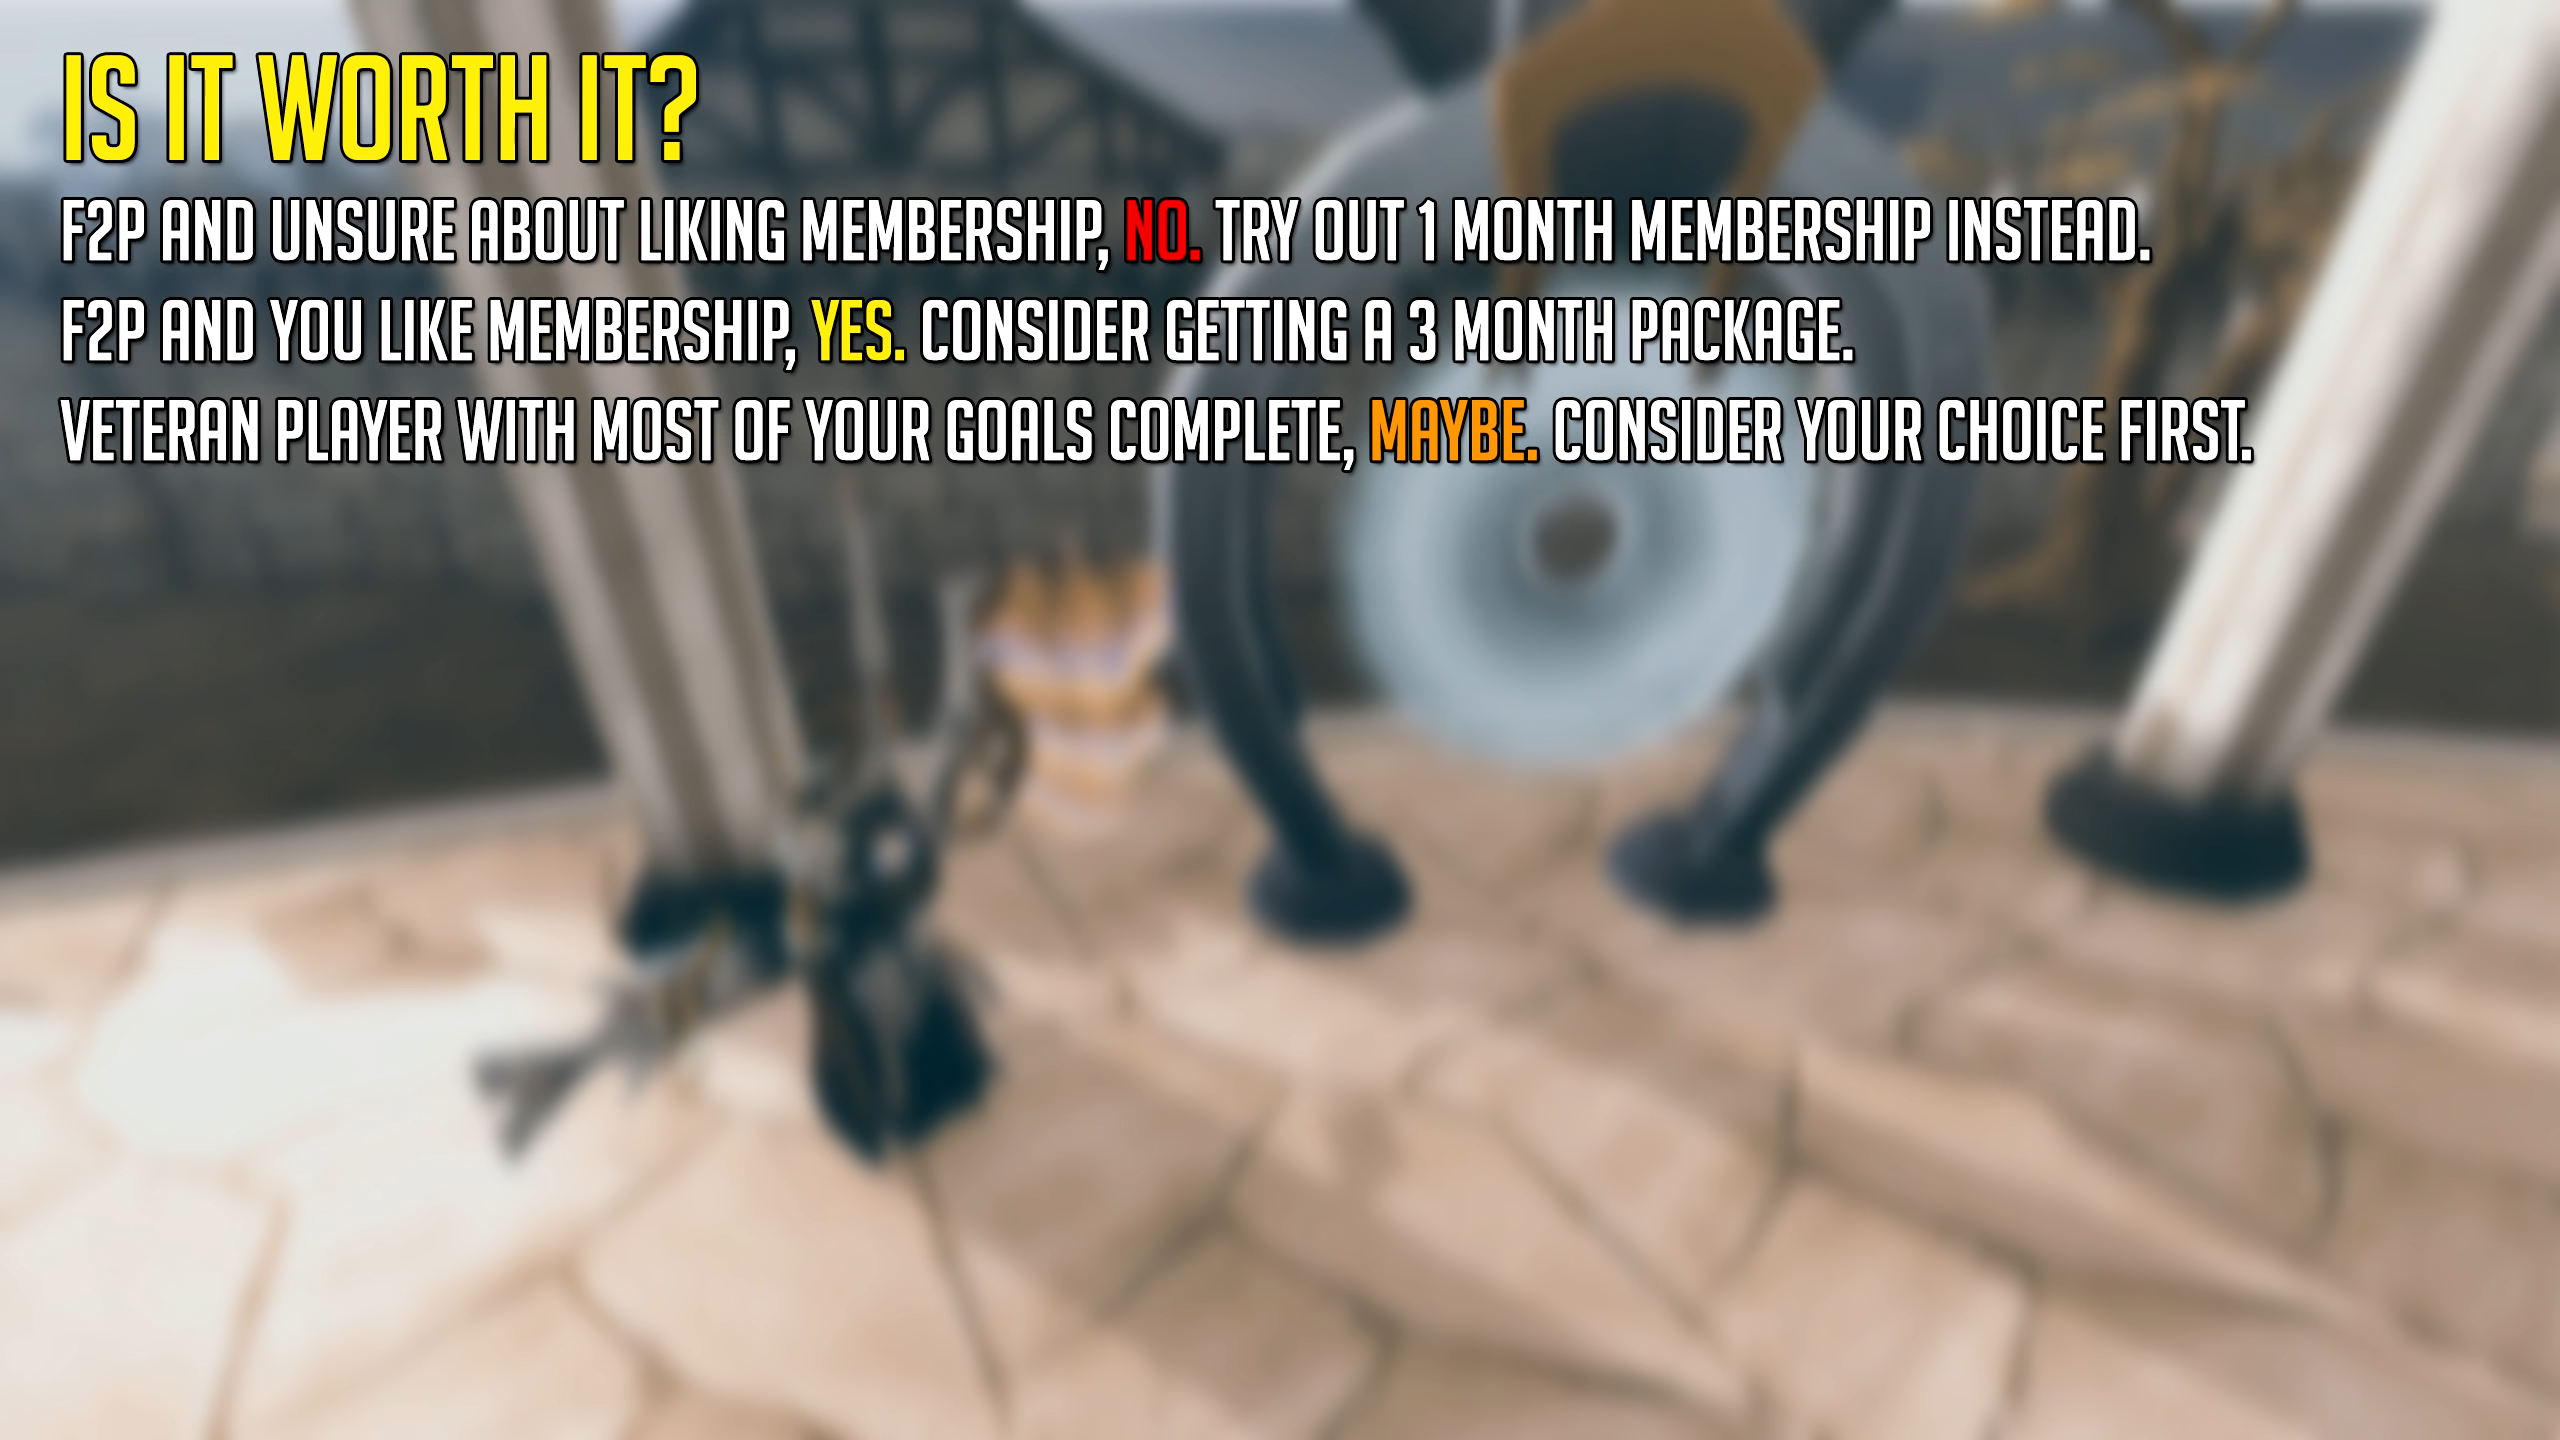 IS IT WORTH IT?
F2P AND UNSURE ABOUT LIKING MEMBERSHIP, NO. TRY OUT 1 MONTH MEMBERSHIP INSTEAD.
F2P AND YOU LIKE MEMBERSHIP, YES. CONSIDER GETTING A 3 MONTH PACKAGE.
VETERAN PLAYER WITH MOST OF YOUR GOALS COMPLETE, MAYBE. CONSIDER YOUR CHOICE FIRST.